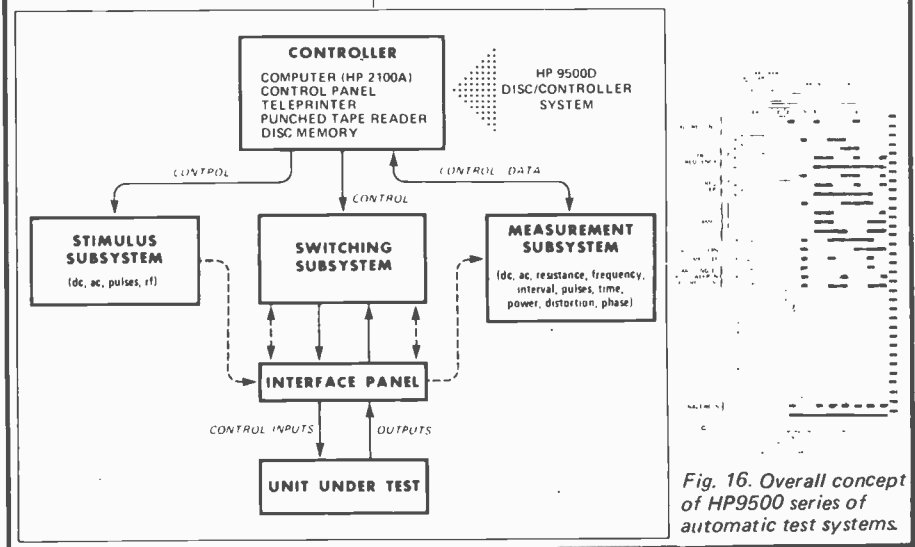 CONTROLLER
COMPUTER (HP 2100A)
CONTROL PANEL
TELEPRINTER
PUNCHED TAPE READER
DISC MEMORY
HP 9500D
DISC/CONTROLLER
SYSTEM
CONTROL
CONTROL
CONTROL DATA
STIMULUS
SUBSYSTEM
(dc, ac, pulses, rf)
SWITCHING
SUBSYSTEM
MEASUREMENT
SUBSYSTEM
(dc, ac, resistance, frequency,
interval, pulses, time,
power, distortion, phase)
INTERFACE PANEL
CONTROL INPUTS
OUTPUTS
UNIT UNDER TEST
Fig. 16. Overall concept
of HP9500 series of
automatic test systems.